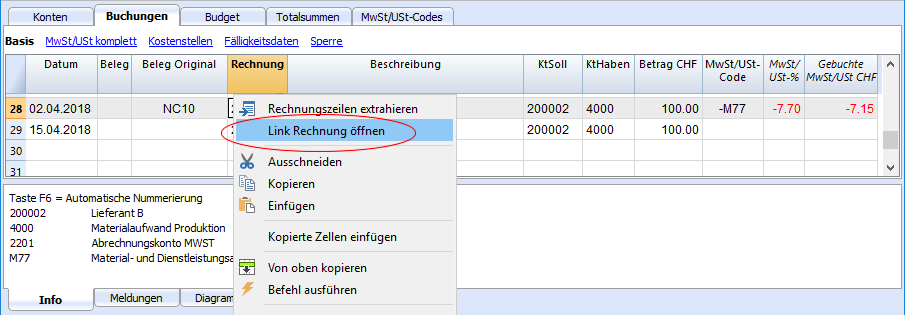 Konten Buchungen Budget Totalsummen MwSt/USt-Codes
Basis MwSt/USt komplett Kostenstellen Fälligkeitsdaten Sperre
Datum Beleg Beleg Original Rechnung Beschreibung KtSoll KtHaben Betrag CHF MwSt/USt-Code MwSt/USt-% Gebuchte MwSt/USt CHF
28 02.04.2018 NC10 200002 4000 100.00 -M77 -7.70 -7.15
29 15.04.2018 200002 4000 100.00
30
31
Rechnungszeilen extrahieren
Link Rechnung öffnen
Ausschneiden
Kopieren
Einfügen
Kopierte Zellen einfügen
Von oben kopieren
Befehl ausführen
Taste F6 = Automatische Nummerierung
200002 Lieferant B
4000 Materialaufwand Produktion
2201 Abrechnungskonto MWST
M77 Material- und Dienstleistungsa
Info Meldungen Diagram